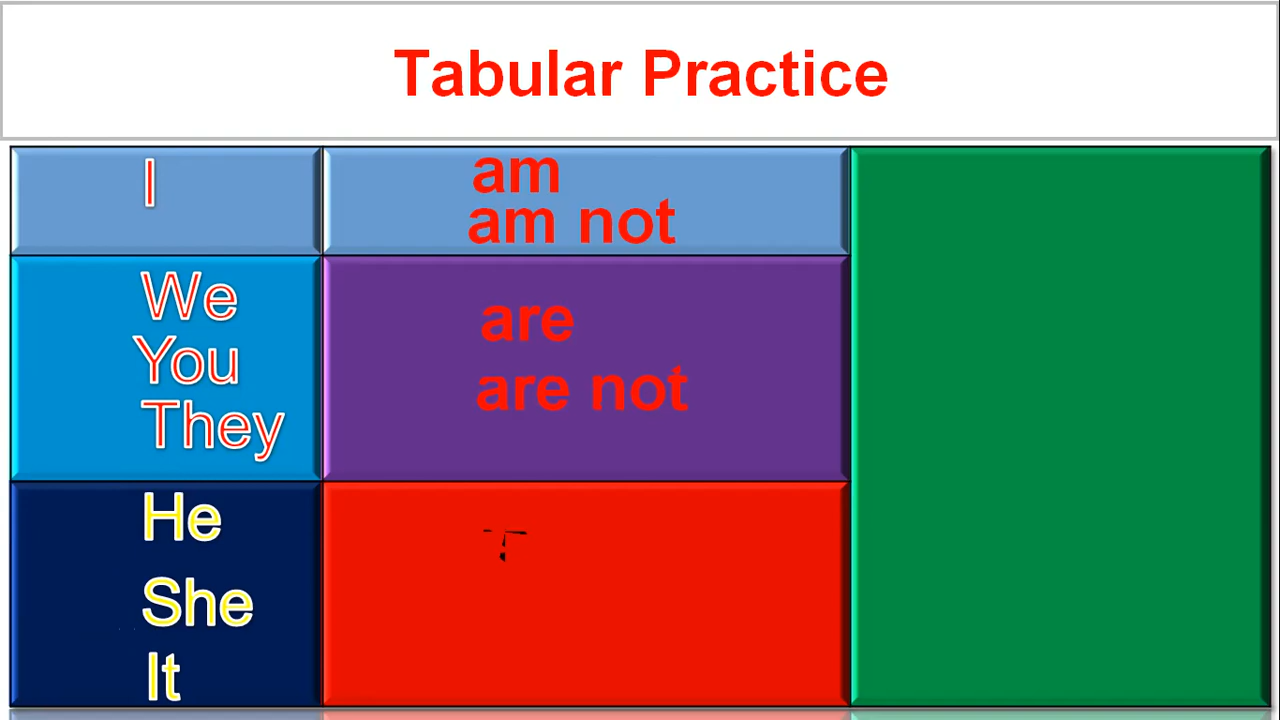 Tabular Practice
I
am
am not
We
You
They
are
are not
He
She
It